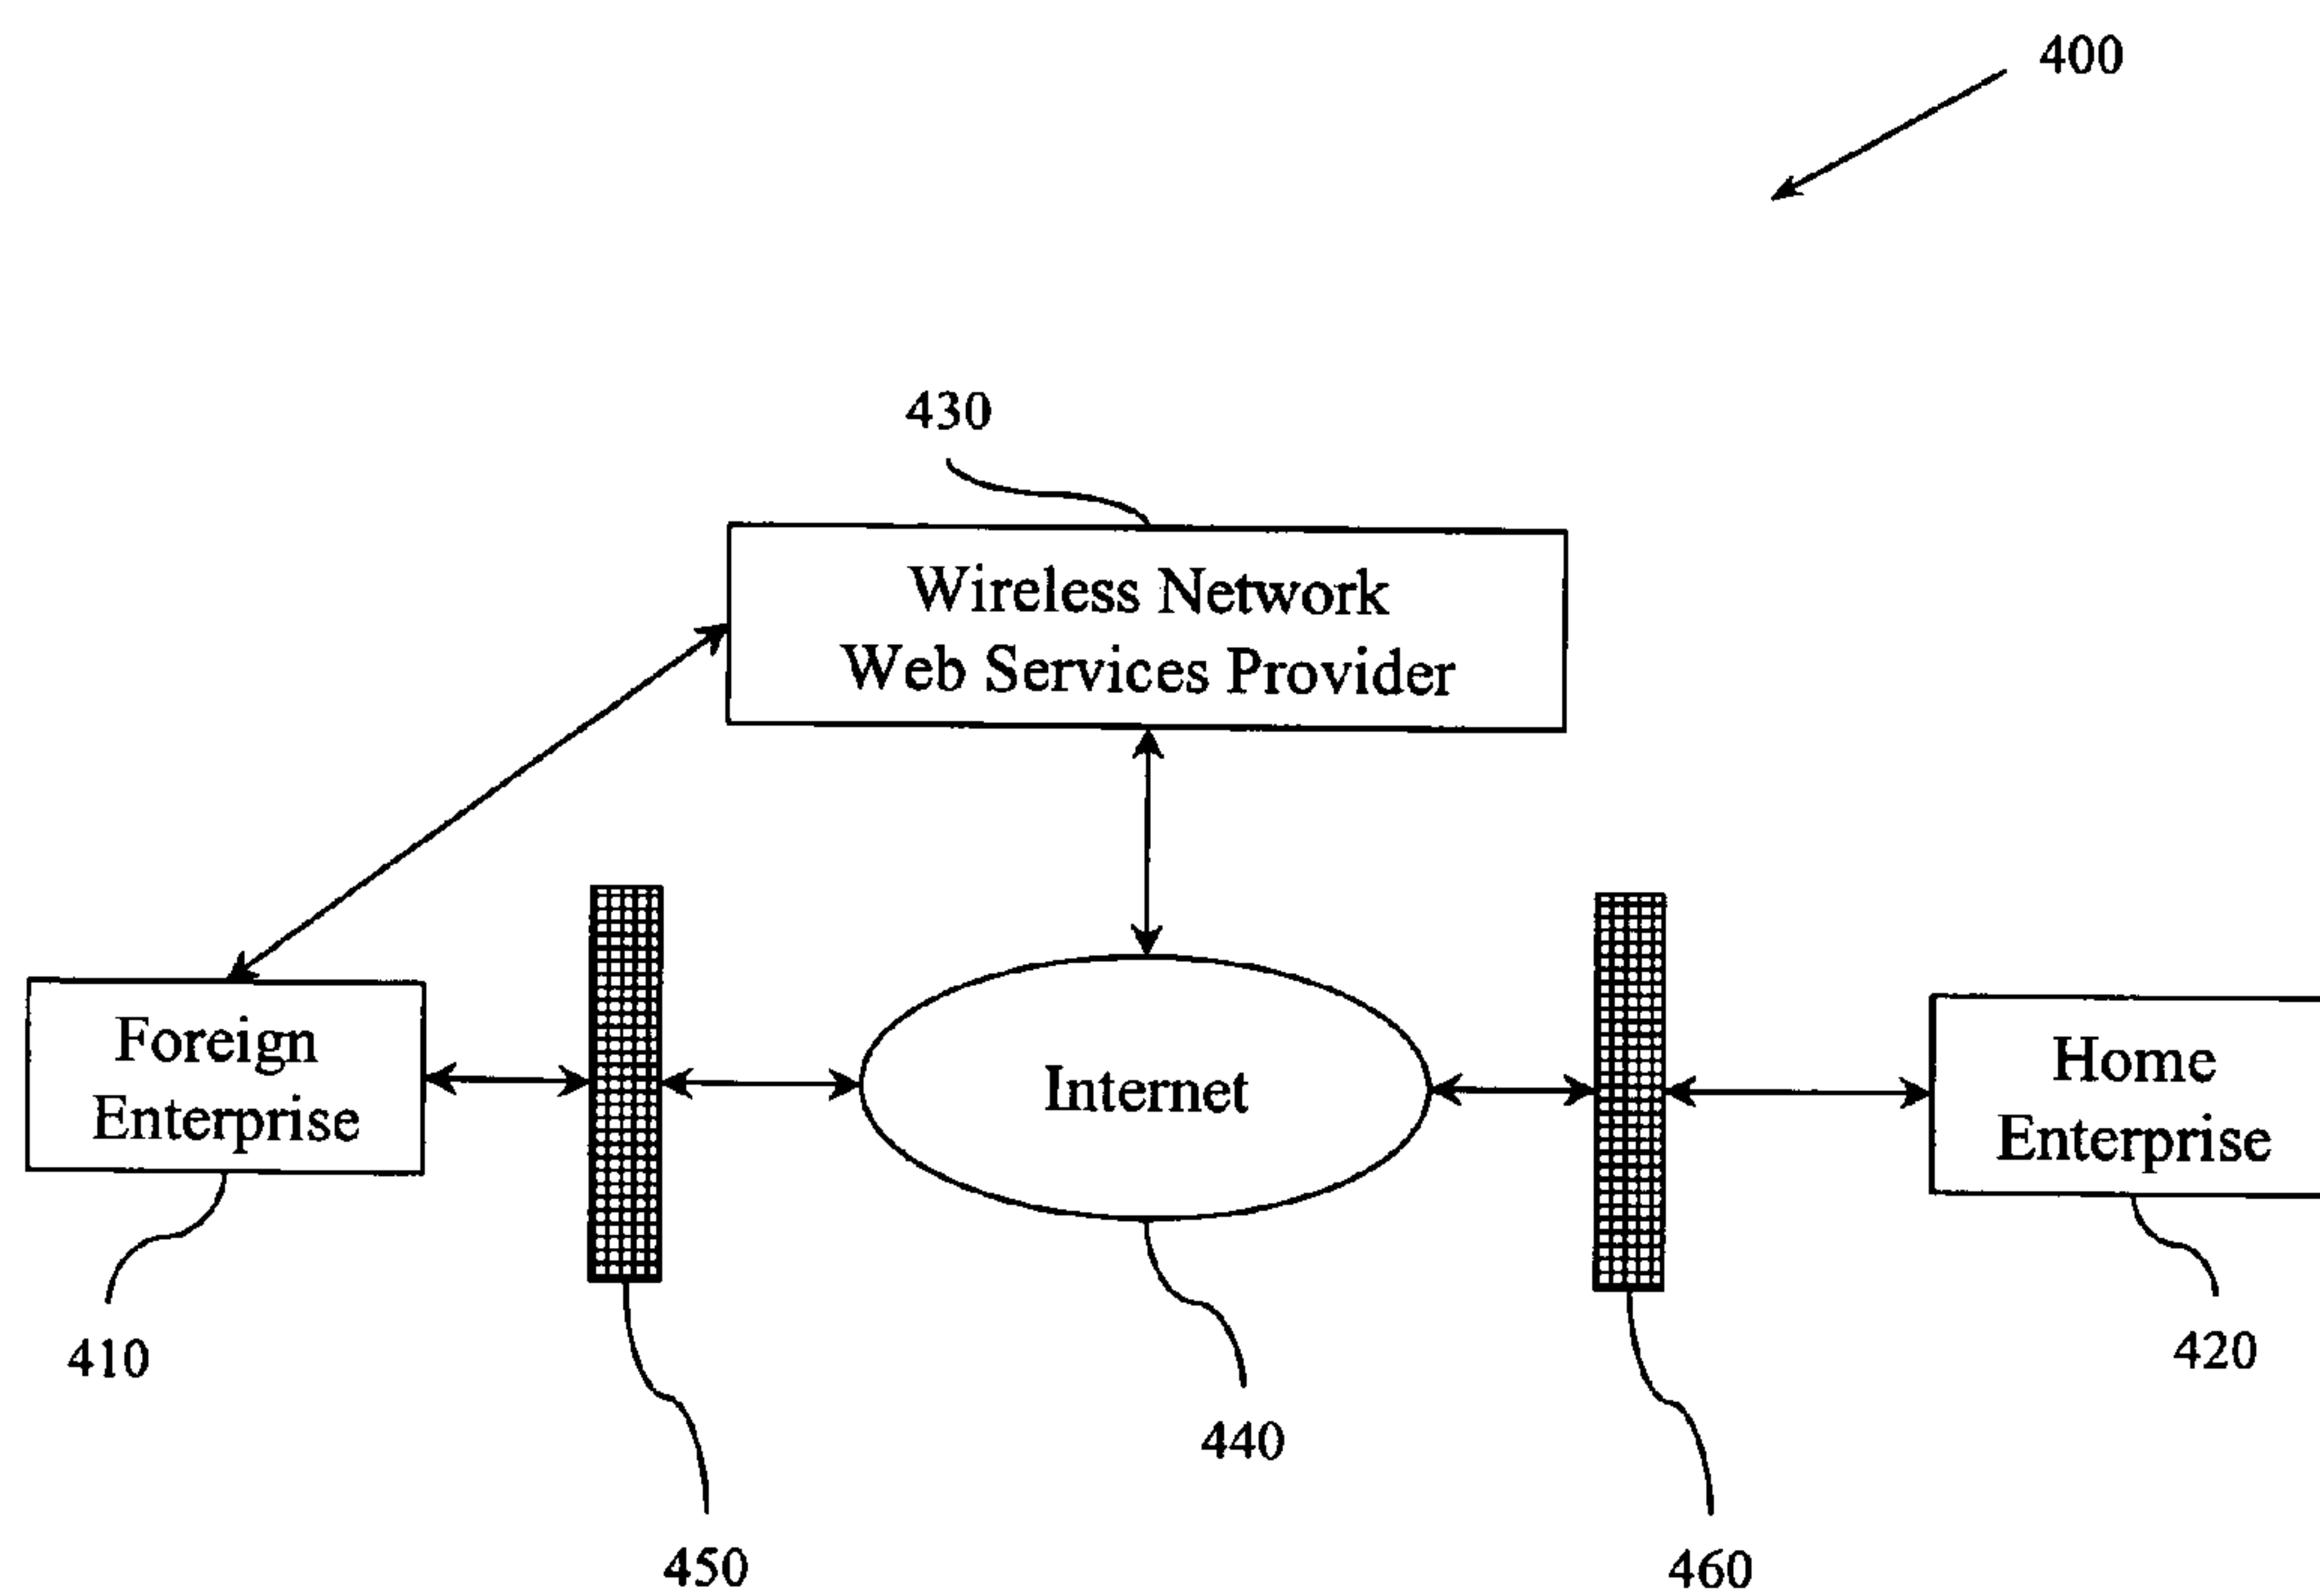 400
430
Wireless Network
Web Services Provider
Foreign
Enterprise
Internet
Home
Enterprise
410
420
440
450
460